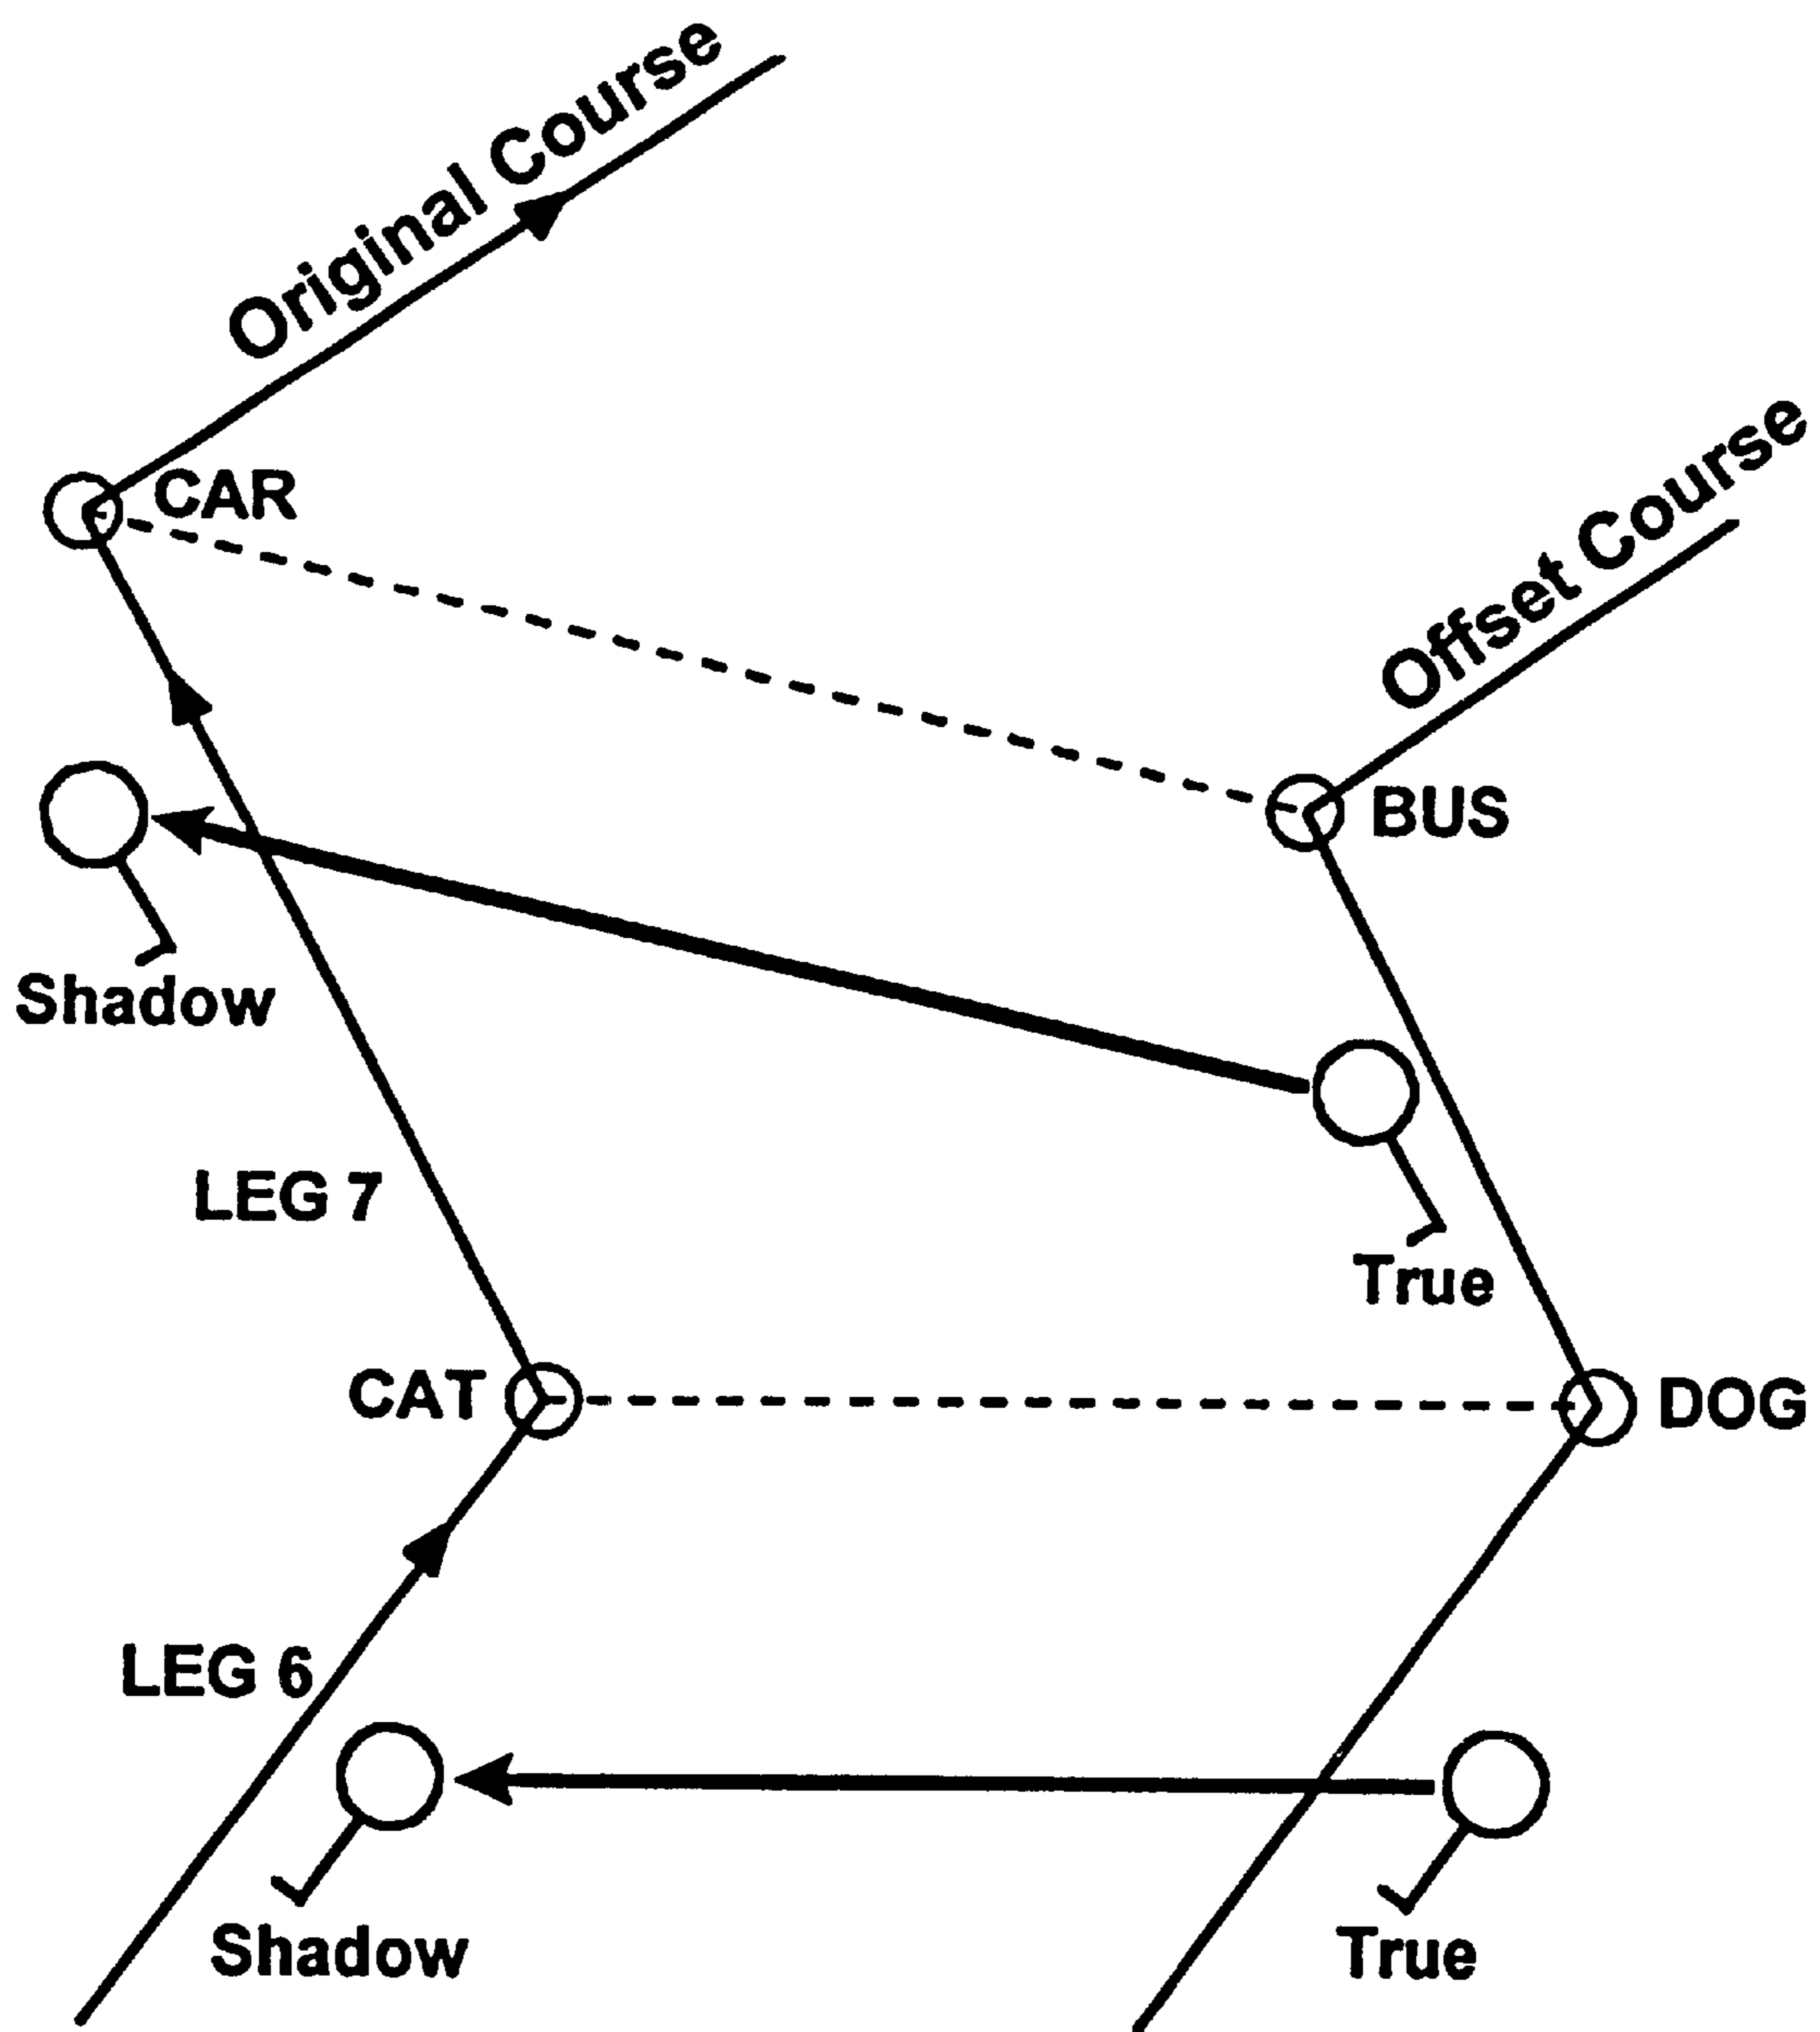 Original Course
CAR
Offset Course
BUS
Shadow
LEG 7
True
CAT
DOG
LEG 6
Shadow
True